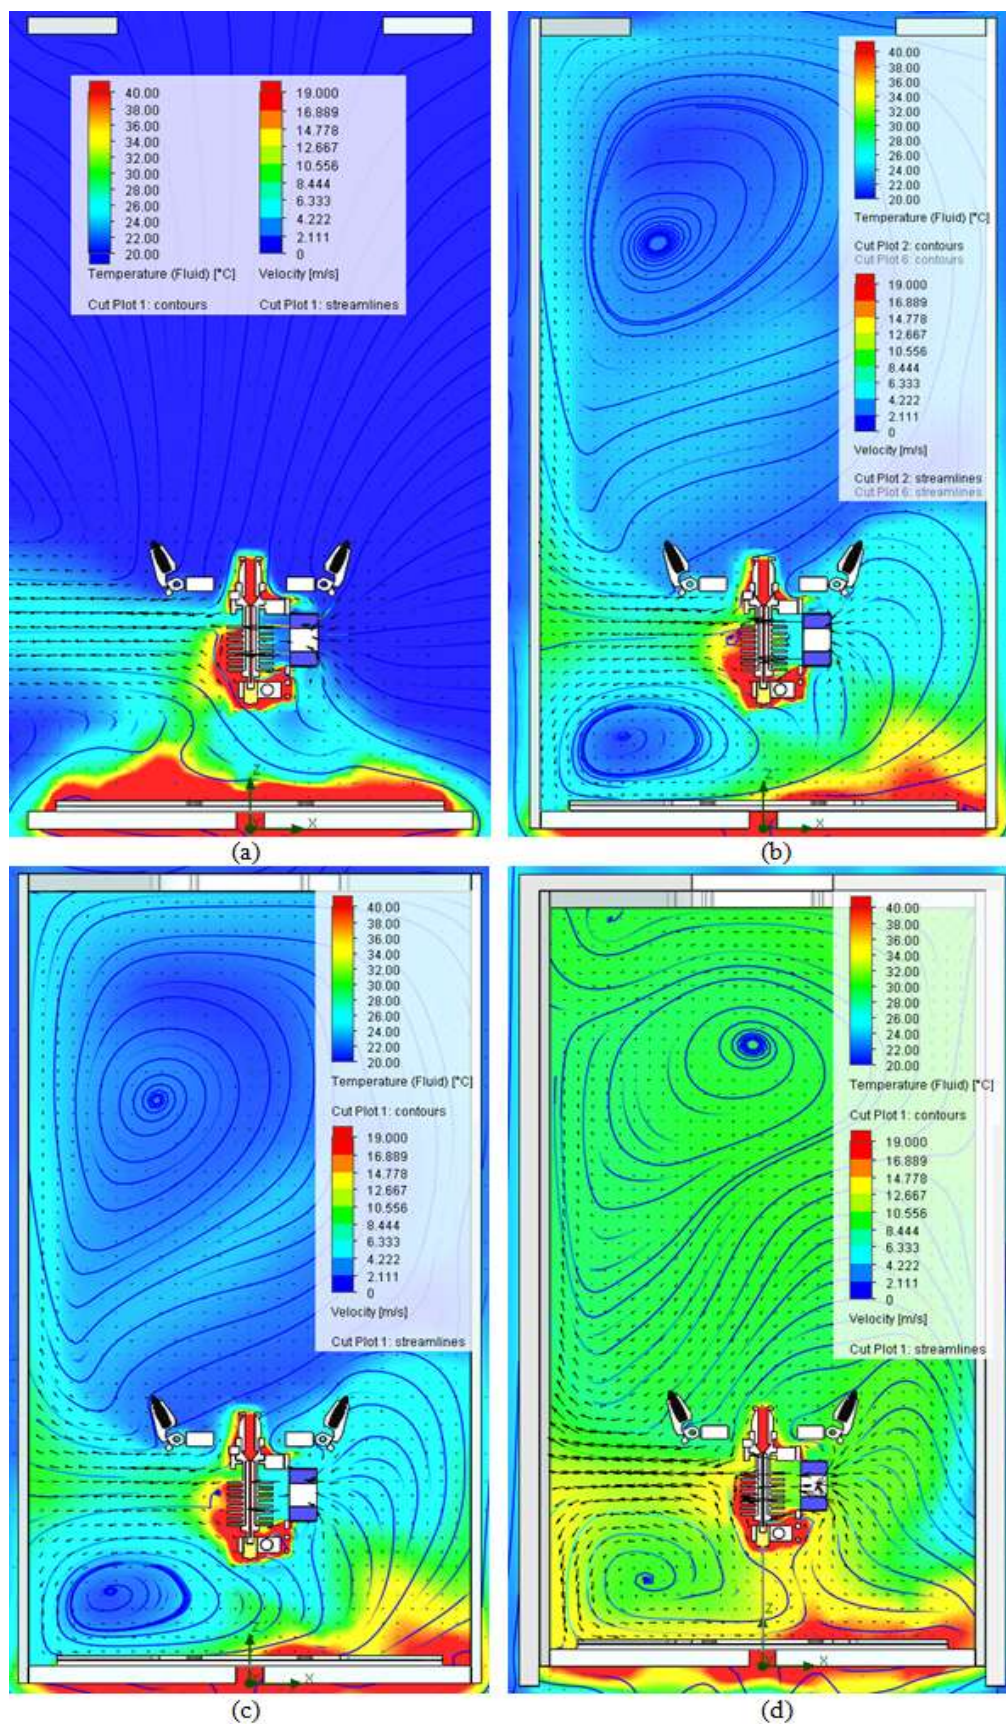 40.00
38.00
36.00
34.00
32.00
30.00
28.00
26.00
24.00
22.00
20.00
Temperature (Fluid) [°C]
Cut Plot 1: contours
19.000
16.889
14.778
12.667
10.556
8.444
6.333
4.222
2.111
0
Velocity [m/s]
Cut Plot 1: streamlines
Z
X
(a)
40.00
38.00
36.00
34.00
32.00
30.00
28.00
26.00
24.00
22.00
20.00
Temperature (Fluid) [°C]
Cut Plot 2: contours
Cut Plot 6: contours
19.000
16.889
14.778
12.667
10.556
8.444
6.333
4.222
2.111
0
Velocity [m/s]
Cut Plot 2: streamlines
Cut Plot 6: streamlines
Z
X
(b)
40.00
38.00
36.00
34.00
32.00
30.00
28.00
26.00
24.00
22.00
20.00
Temperature (Fluid) [°C]
Cut Plot 1: contours
19.000
16.889
14.778
12.667
10.556
8.444
6.333
4.222
2.111
0
Velocity [m/s]
Cut Plot 1: streamlines
Z
X
(c)
40.00
38.00
36.00
34.00
32.00
30.00
28.00
26.00
24.00
22.00
20.00
Temperature (Fluid) [°C]
Cut Plot 1: contours
19.000
16.889
14.778
12.667
10.556
8.444
6.333
4.222
2.111
0
Velocity [m/s]
Cut Plot 1: streamlines
Z
X
(d)